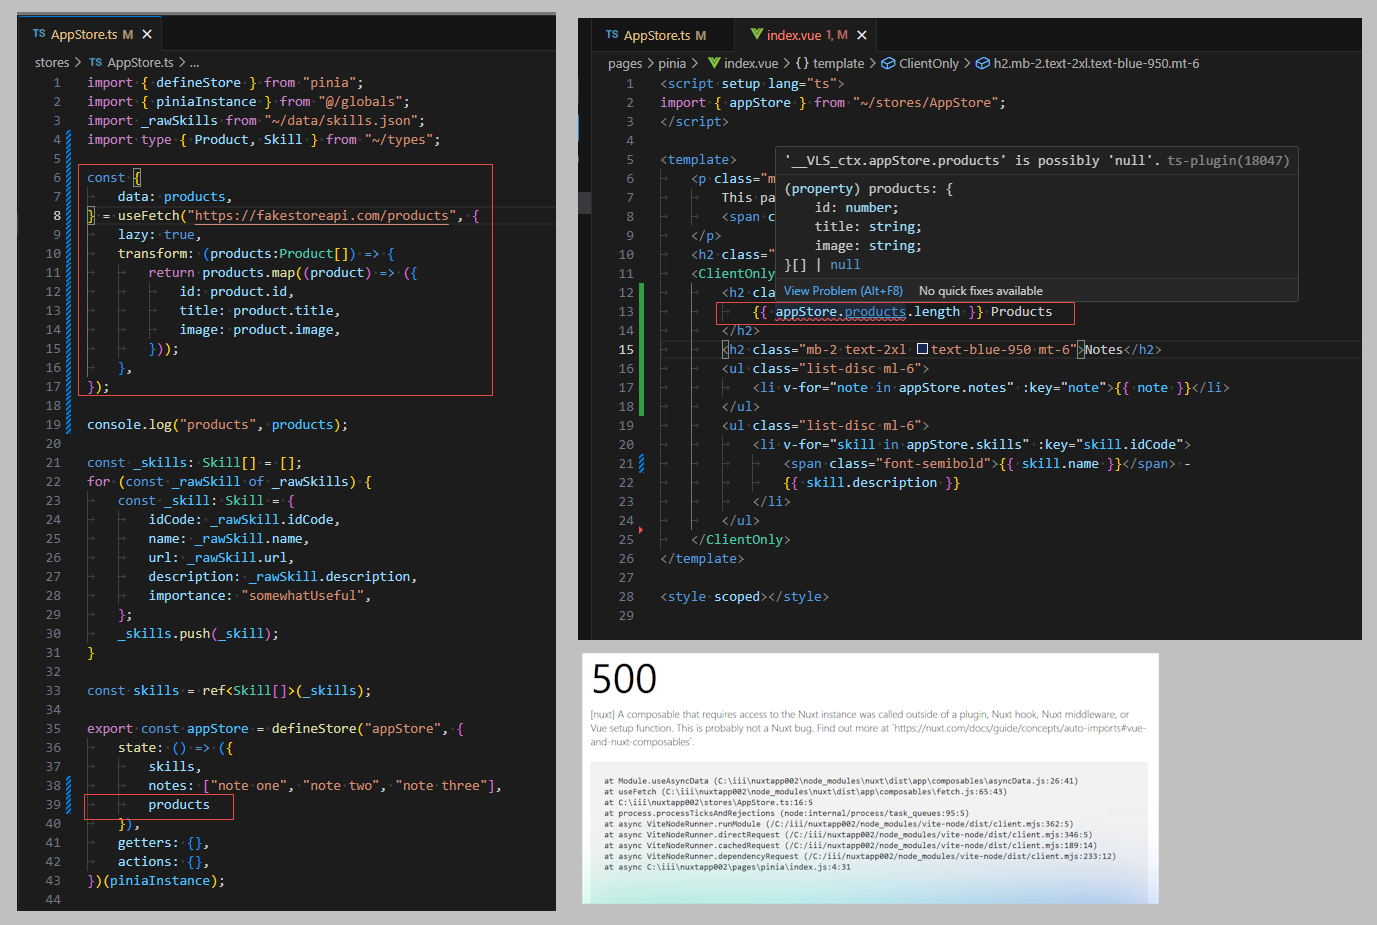 TS AppStore.ts M ×
stores > TS AppStore.ts > ...
1 import { defineStore } from "pinia";
2 import { piniaInstance } from "@/globals";
3 import _rawSkills from "~/data/skills.json";
4 import type { Product, Skill } from "~/types";
5
6 const {
7 data: products,
8 } = useFetch("https://fakestoreapi.com/products", {
9 lazy: true,
10 transform: (products:Product[]) => {
11 return products.map((product) => ({
12 id: product.id,
13 title: product.title,
14 image: product.image,
15 }));
16 },
17 });
18
19 console.log("products", products);
20
21 const _skills: Skill[] = [];
22 for (const _rawSkill of _rawSkills) {
23 const _skill: Skill = {
24 idCode: _rawSkill.idCode,
25 name: _rawSkill.name,
26 url: _rawSkill.url,
27 description: _rawSkill.description,
28 importance: "somewhatUseful",
29 };
30 _skills.push(_skill);
31 }
32
33 const skills = ref<Skill[]>(_skills);
34
35 export const appStore = defineStore("appStore", {
36 state: () => ({
37 skills,
38 notes: ["note one", "note two", "note three"],
39 products
40 }),
41 getters: {},
42 actions: {},
43 })(piniaInstance);
44
TS AppStore.ts M index.vue 1, M ×
pages > pinia > index.vue > {} template > ClientOnly > h2.mb-2.text-2xl.text-blue-950.mt-6
1 <script setup lang="ts">
2 import { appStore } from "~/stores/AppStore";
3 </script>
4
5 <template>
6 <p class="m
7 This pa
8 <span c
9 </p>
10 <h2 class="
11 <ClientOnly
12 <h2 cla
'__VLS_ctx.appStore.products' is possibly 'null'. ts-plugin(18047)
(property) products: {
id: number;
title: string;
image: string;
}[] | null
View Problem (Alt+F8) No quick fixes available
13 {{ appStore.products.length }} Products
14 </h2>
15 <h2 class="mb-2 text-2xl text-blue-950 mt-6">Notes</h2>
16 <ul class="list-disc ml-6">
17 <li v-for="note in appStore.notes" :key="note">{{ note }}</li>
18 </ul>
19 <ul class="list-disc ml-6">
20 <li v-for="skill in appStore.skills" :key="skill.idCode">
21 <span class="font-semibold">{{ skill.name }}</span> -
22 {{ skill.description }}
23 </li>
24 </ul>
25 </ClientOnly>
26 </template>
27
28 <style scoped></style>
29
500
[nuxt] A composable that requires access to the Nuxt instance was called outside of a plugin, Nuxt hook, Nuxt middleware, or
Vue setup function. This is probably not a Nuxt bug. Find out more at `https://nuxt.com/docs/guide/concepts/auto-imports#vue-
and-nuxt-composables`.
at Module.useAsyncData (C:\iii\nuxtapp002\node_modules\nuxt\dist\app\composables\asyncData.js:26:41)
at useFetch (C:\iii\nuxtapp002\node_modules\nuxt\dist\app\composables\fetch.js:65:43)
at C:\iii\nuxtapp002\stores\AppStore.ts:16:5
at process.processTicksAndRejections (node:internal/process/task_queues:95:5)
at async ViteNodeRunner.runModule (/C:/iii/nuxtapp002/node_modules/vite-node/dist/client.mjs:362:5)
at async ViteNodeRunner.directRequest (/C:/iii/nuxtapp002/node_modules/vite-node/dist/client.mjs:346:5)
at async ViteNodeRunner.cachedRequest (/C:/iii/nuxtapp002/node_modules/vite-node/dist/client.mjs:189:14)
at async ViteNodeRunner.dependencyRequest (/C:/iii/nuxtapp002/node_modules/vite-node/dist/client.mjs:233:12)
at async C:\iii\nuxtapp002\pages\pinia\index.js:4:31